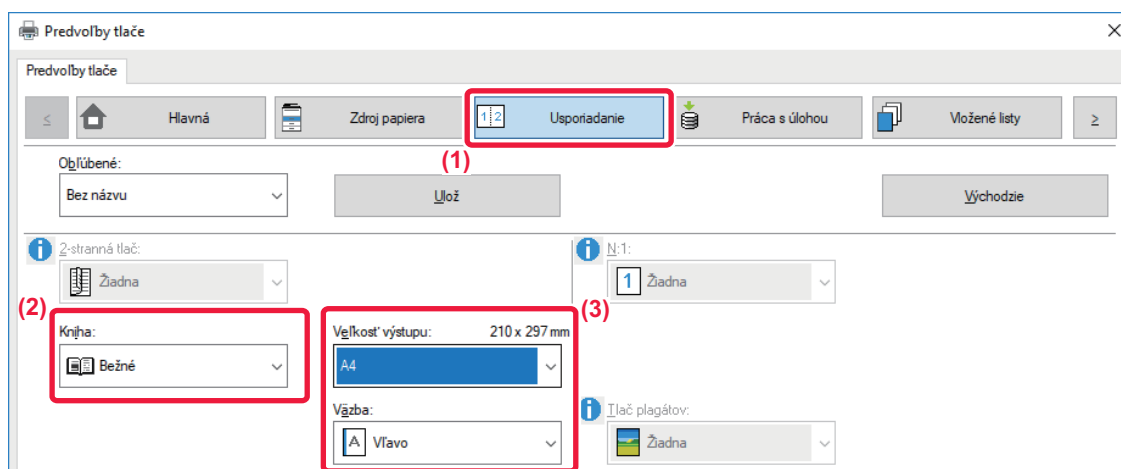 Predvoľby tlače
Predvoľby tlače
< Hlavná Zdroj papiera 1 2 Usporiadanie Práca s úlohou Vložené listy >
(1)
Obľúbené:
Bez názvu Ulož Východzie
2-stranná tlač: N:1:
Žiadna 1 Žiadna
(2) (3)
Kniha: Veľkosť výstupu: 210 x 297 mm
Bežné A4
Väzba: Tlač plagátov:
A Vľavo Žiadna